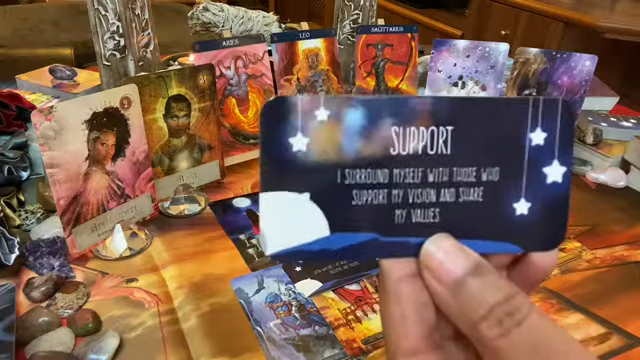 ARIES
LEO
SAGITTARIUS
SUPPORT
I SURROUND MYSELF WITH THOSE WHO
SUPPORT MY VISION AND SHARE
MY VALUES